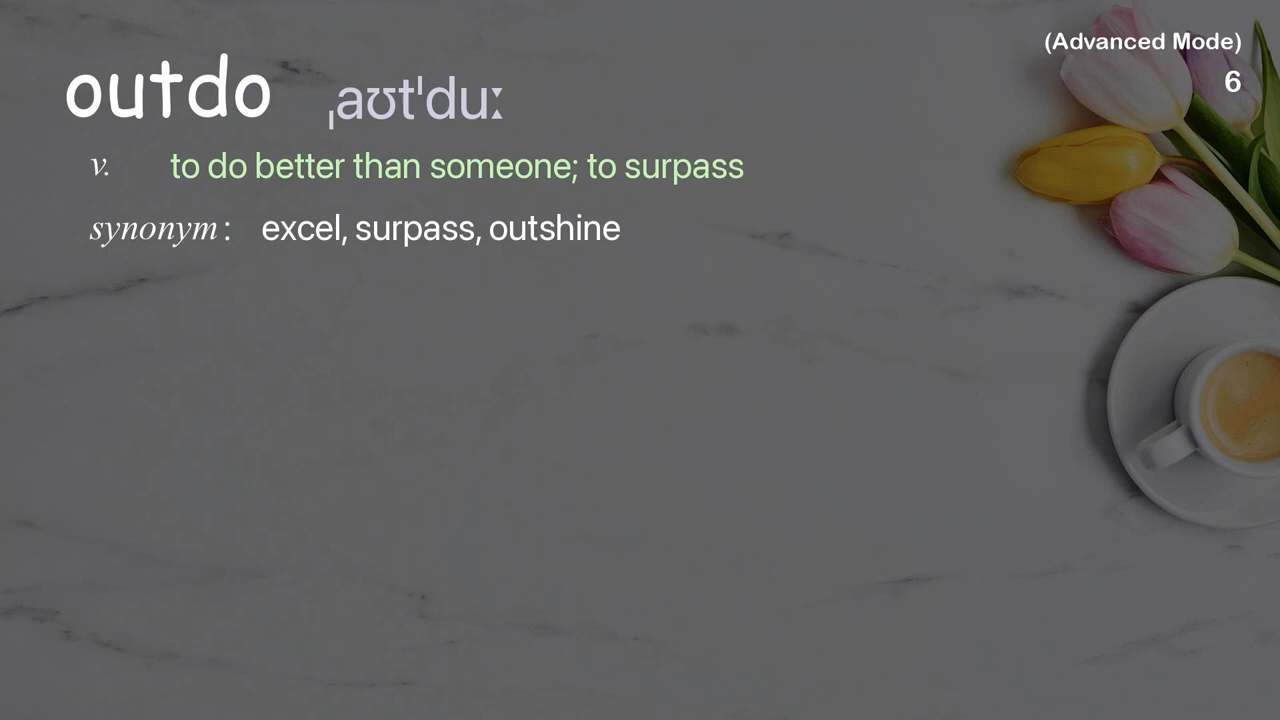 (Advanced Mode)
6
outdo ˌaʊtˈduː
v. to do better than someone; to surpass
synonym: excel, surpass, outshine